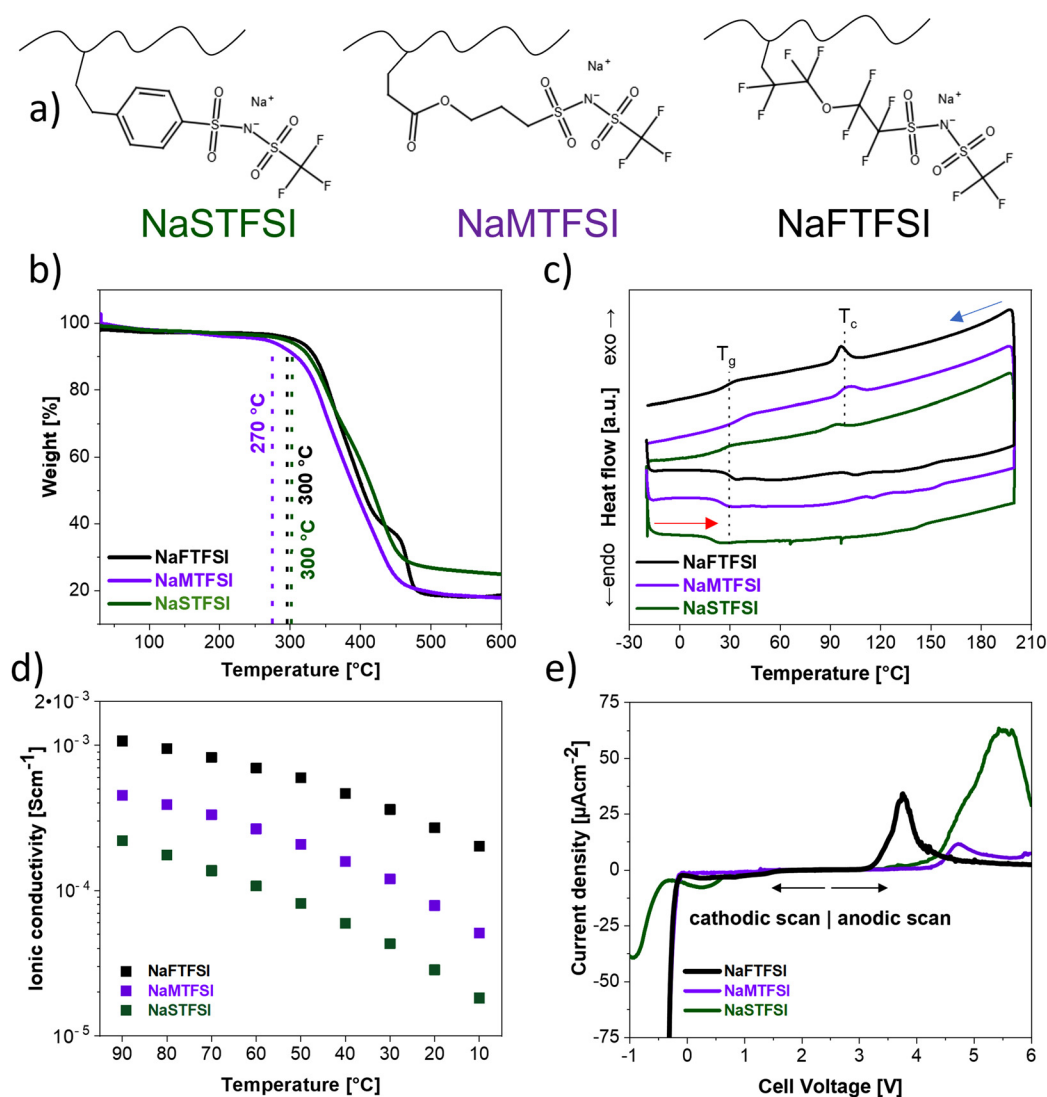 a)
Na⁺ O O N⁻ S S O O O O F F F
NaSTFSI
Na⁺ O O O O N⁻ S S O O F F F
NaMTFSI
F F F F F O F F F Na⁺ O S N⁻ O O S O F F F
NaFTFSI
b)
Weight [%]
100
80
60
40
20
270 °C
300 °C
300 °C
NaFTFSI
NaMTFSI
NaSTFSI
100 200 300 400 500 600
Temperature [°C]
c)
←endo Heat flow [a.u.] exo →
Tg
Tc
NaFTFSI
NaMTFSI
NaSTFSI
-30 0 30 60 90 120 150 180 210
Temperature [°C]
d)
Ionic conductivity [Scm⁻¹]
2•10⁻³
10⁻³
10⁻⁴
10⁻⁵
NaFTFSI
NaMTFSI
NaSTFSI
90 80 70 60 50 40 30 20 10
Temperature [°C]
e)
Current density [µAcm⁻²]
75
50
25
0
-25
-50
-75
cathodic scan | anodic scan
NaFTFSI
NaMTFSI
NaSTFSI
-1 0 1 2 3 4 5 6
Cell Voltage [V]